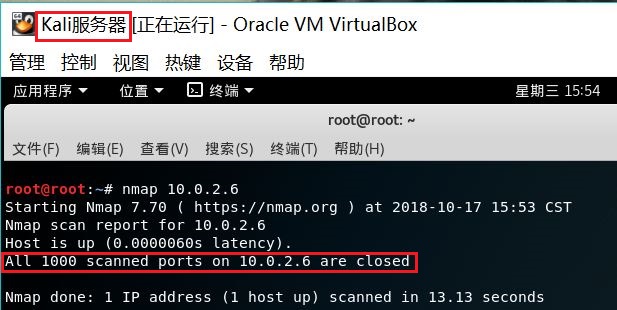 Kali服务器 [正在运行] - Oracle VM VirtualBox
管理 控制 视图 热键 设备 帮助
应用程序 位置 终端 星期三 15:54
root@root: ~
文件(F) 编辑(E) 查看(V) 搜索(S) 终端(T) 帮助(H)
root@root:~# nmap 10.0.2.6
Starting Nmap 7.70 ( https://nmap.org ) at 2018-10-17 15:53 CST
Nmap scan report for 10.0.2.6
Host is up (0.0000060s latency).
All 1000 scanned ports on 10.0.2.6 are closed
Nmap done: 1 IP address (1 host up) scanned in 13.13 seconds